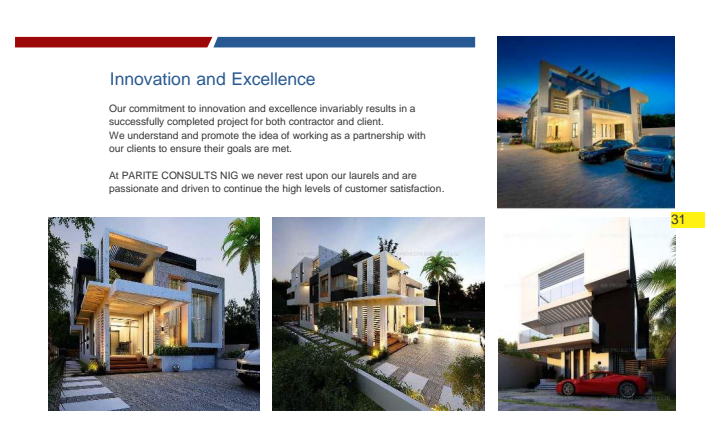 Innovation and Excellence
Our commitment to innovation and excellence invariably results in a
successfully completed project for both contractor and client.
We understand and promote the idea of working as a partnership with
our clients to ensure their goals are met.
At PARITE CONSULTS NIG we never rest upon our laurels and are
passionate and driven to continue the high levels of customer satisfaction.
31